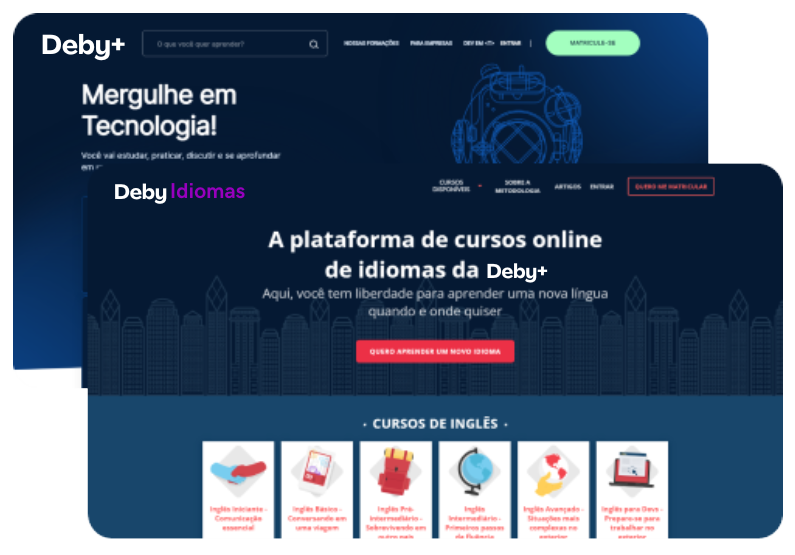 Deby+
O que você quer aprender?
NOSSAS FORMAÇÕES
PARA EMPRESAS
DEV EM <T>
ENTRAR
|
MATRICULE-SE
Mergulhe em
Tecnologia!
Você vai estudar, praticar, discutir e se aprofundar
em
Deby Idiomas
CURSOS
DISPONÍVEIS
SOBRE A
METODOLOGIA
ARTIGOS
ENTRAR
QUERO ME MATRICULAR
A plataforma de cursos online
de idiomas da Deby+
Aqui, você tem liberdade para aprender uma nova língua
quando e onde quiser
QUERO APRENDER UM NOVO IDIOMA
· CURSOS DE INGLÊS ·
Inglês Iniciante -
Comunicação
essencial
Inglês Básico -
Conversando em
uma viagem
Inglês Pré-
intermediário -
Sobrevivendo em
outro país
Inglês
Intermediário -
Primeiros passos
da fluência
Inglês Avançado -
Situações mais
complexas no
exterior
Inglês para Devs -
Prepare-se para
trabalhar no
exterior